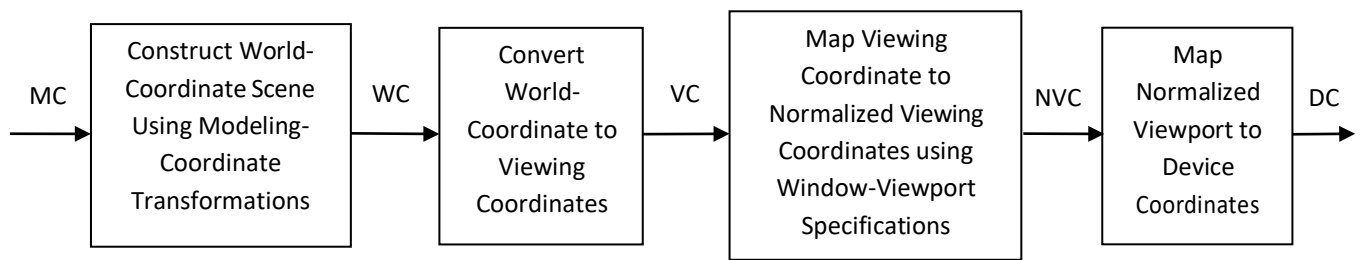 MC
Construct World-
Coordinate Scene
Using Modeling-
Coordinate
Transformations
WC
Convert
World-
Coordinate to
Viewing
Coordinates
VC
Map Viewing
Coordinate to
Normalized Viewing
Coordinates using
Window-Viewport
Specifications
NVC
Map
Normalized
Viewport to
Device
Coordinates
DC